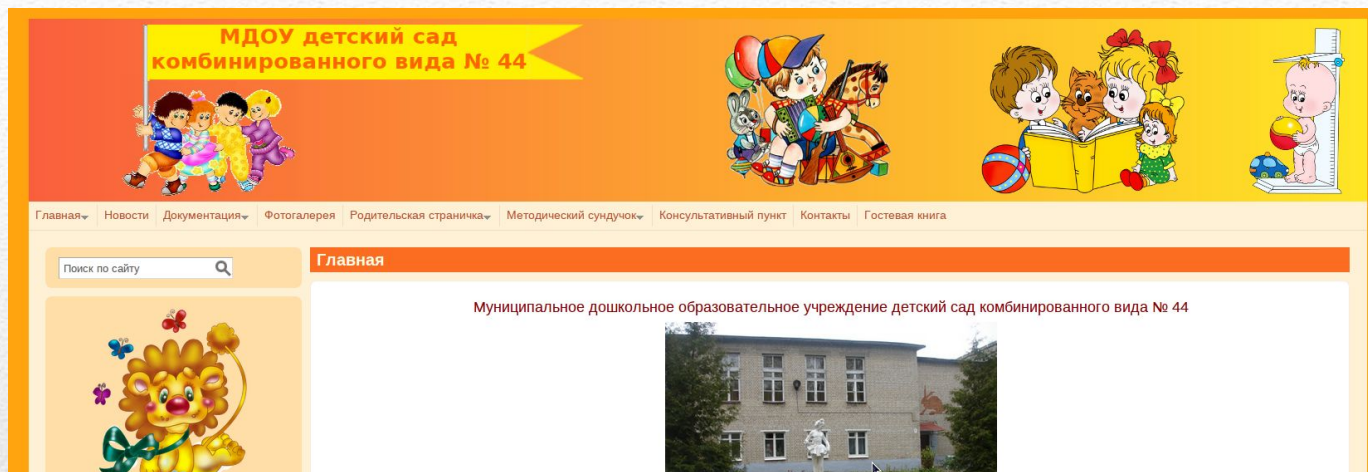 МДОУ детский сад
комбинированного вида № 44
Главная Новости Документация Фотогалерея Родительская страничка Методический сундучок Консультативный пункт Контакты Гостевая книга
Поиск по сайту
Главная
Муниципальное дошкольное образовательное учреждение детский сад комбинированного вида № 44